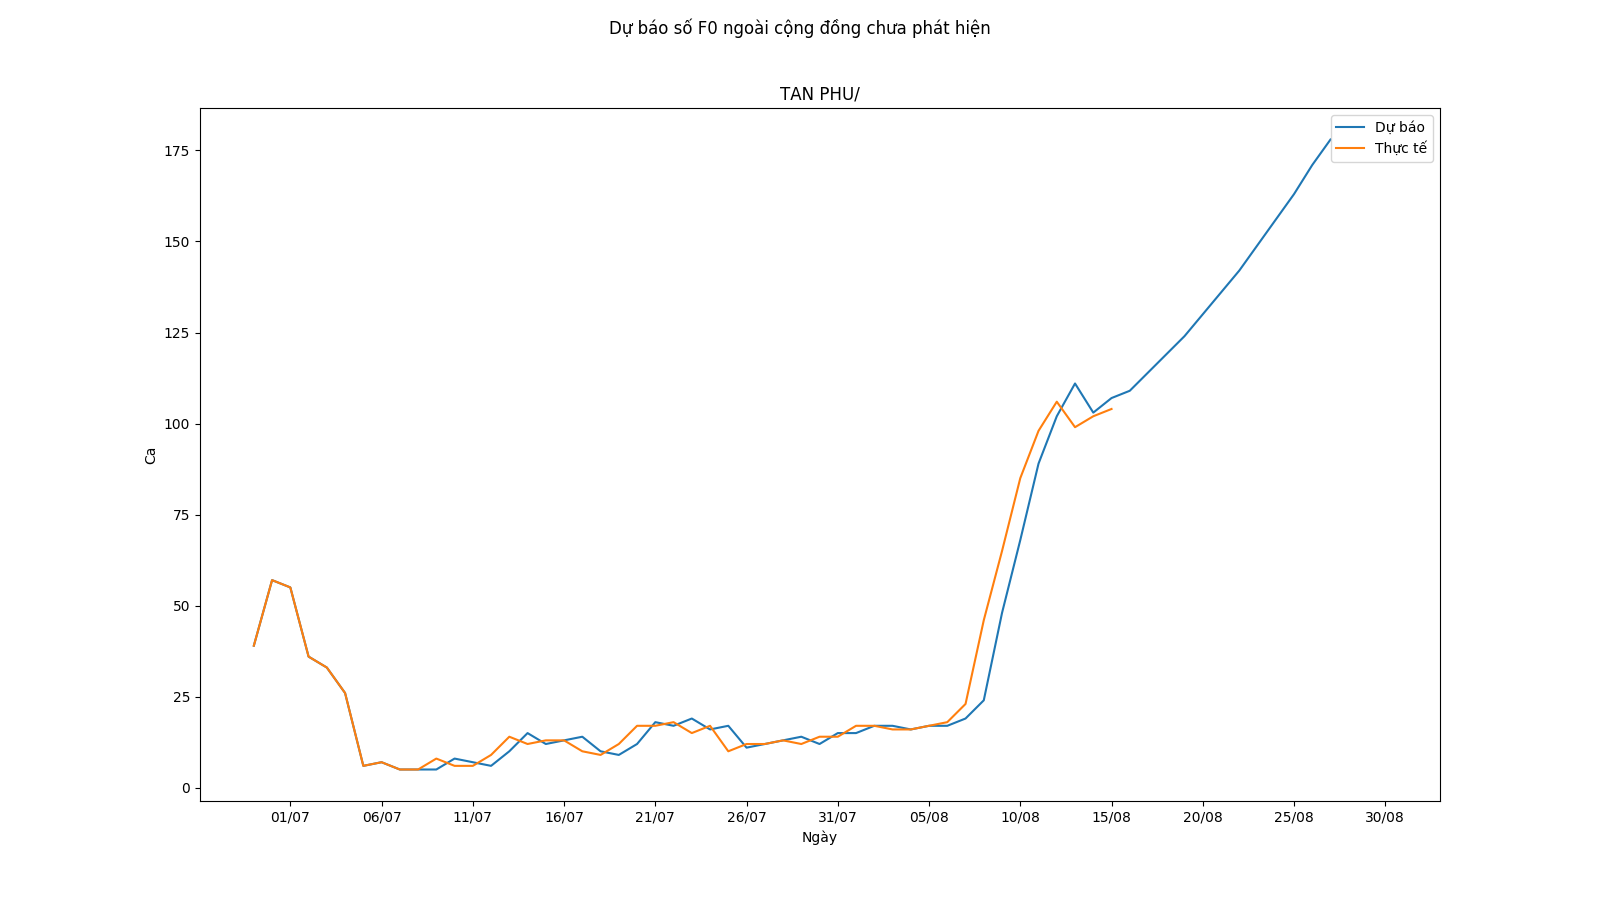 Dự báo số F0 ngoài cộng đồng chưa phát hiện
TAN PHU/
Dự báo
Thực tế
175
150
125
100
75
50
25
0
Ca
01/07 06/07 11/07 16/07 21/07 26/07 31/07 05/08 10/08 15/08 20/08 25/08 30/08
Ngày